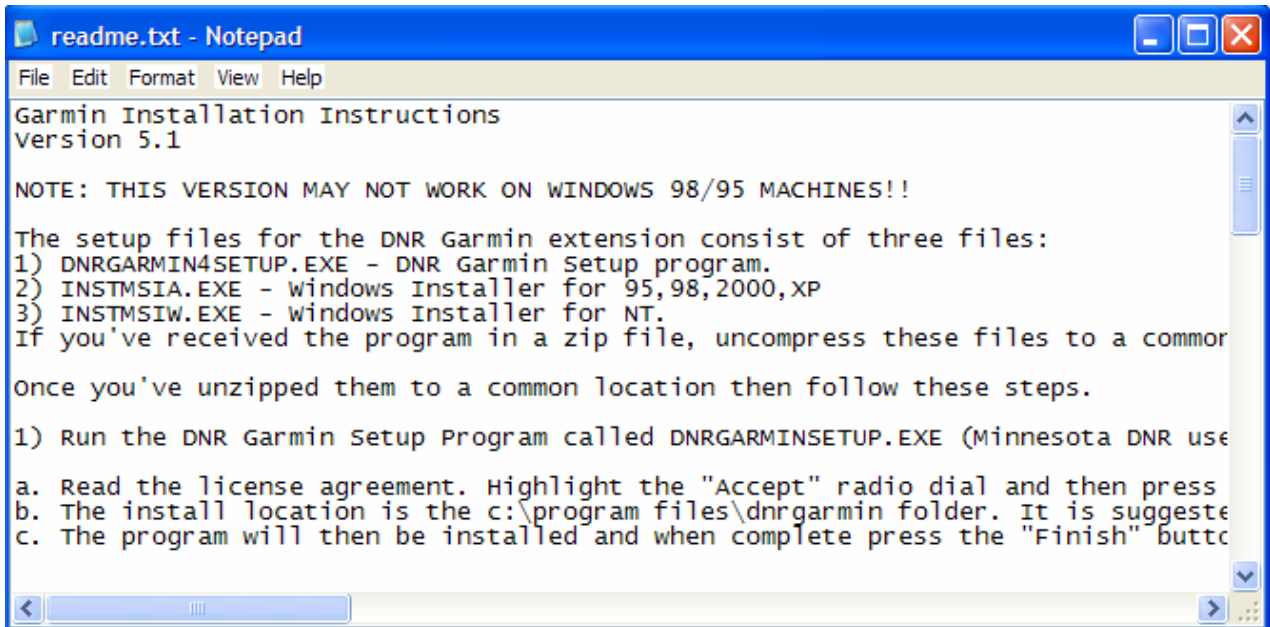 readme.txt - Notepad
File Edit Format View Help
Garmin Installation Instructions
Version 5.1
NOTE: THIS VERSION MAY NOT WORK ON WINDOWS 98/95 MACHINES!!
The setup files for the DNR Garmin extension consist of three files:
1) DNRGARMIN4SETUP.EXE - DNR Garmin Setup program.
2) INSTMSIA.EXE - Windows Installer for 95,98,2000,XP
3) INSTMSIW.EXE - Windows Installer for NT.
If you've received the program in a zip file, uncompress these files to a
Once you've unzipped them to a common location then follow these steps.
1) Run the DNR Garmin Setup Program called DNRGARMINSETUP.EXE (Minnesota DNR use
a. Read the license agreement. Highlight the "Accept" radio dial and then press
b. The install location is the c:\program files\dnrgarmin folder. It is suggeste
c. The program will then be installed and when complete press the "Finish"